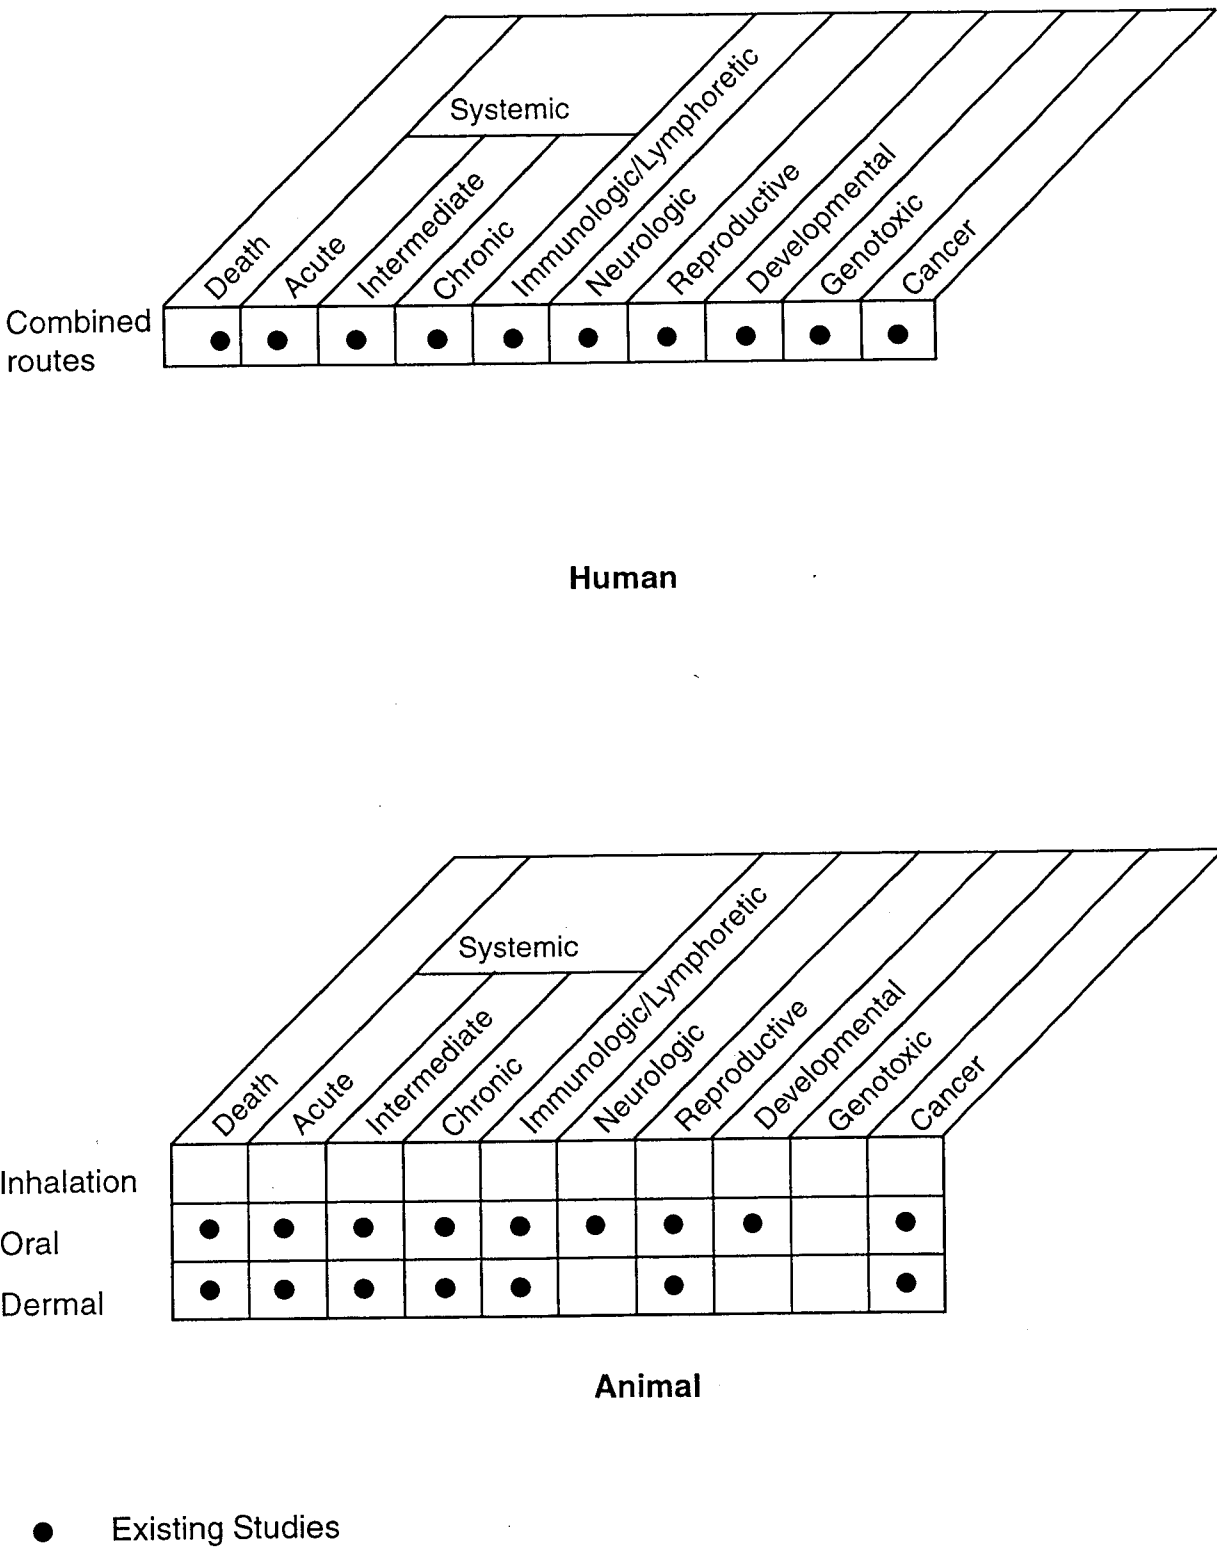 Systemic
Death
Acute
Intermediate
Chronic
Immunologic/Lymphoretic
Neurologic
Reproductive
Developmental
Genotoxic
Cancer
Combined
routes
Human
Systemic
Death
Acute
Intermediate
Chronic
Immunologic/Lymphoretic
Neurologic
Reproductive
Developmental
Genotoxic
Cancer
Inhalation
Oral
Dermal
Animal
Existing Studies